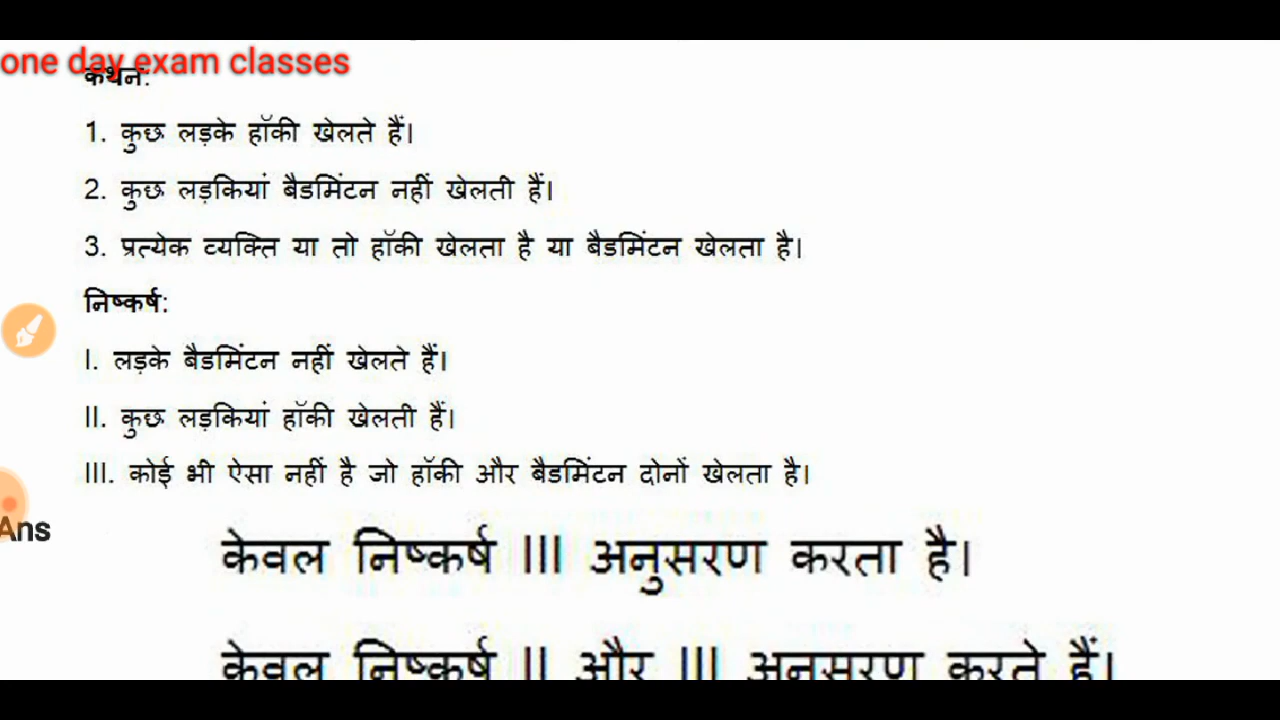 one day exam classes
कथन:
1. कुछ लड़के हॉकी खेलते हैं।
2. कुछ लड़कियां बैडमिंटन नहीं खेलती हैं।
3. प्रत्येक व्यक्ति या तो हॉकी खेलता है या बैडमिंटन खेलता है।
निष्कर्ष:
I. लड़के बैडमिंटन नहीं खेलते हैं।
II. कुछ लड़कियां हॉकी खेलती हैं।
III. कोई भी ऐसा नहीं है जो हॉकी और बैडमिंटन दोनों खेलता है।
Ans
केवल निष्कर्ष III अनुसरण करता है।
केवल निष्कर्ष II और III अनुसरण करते हैं।